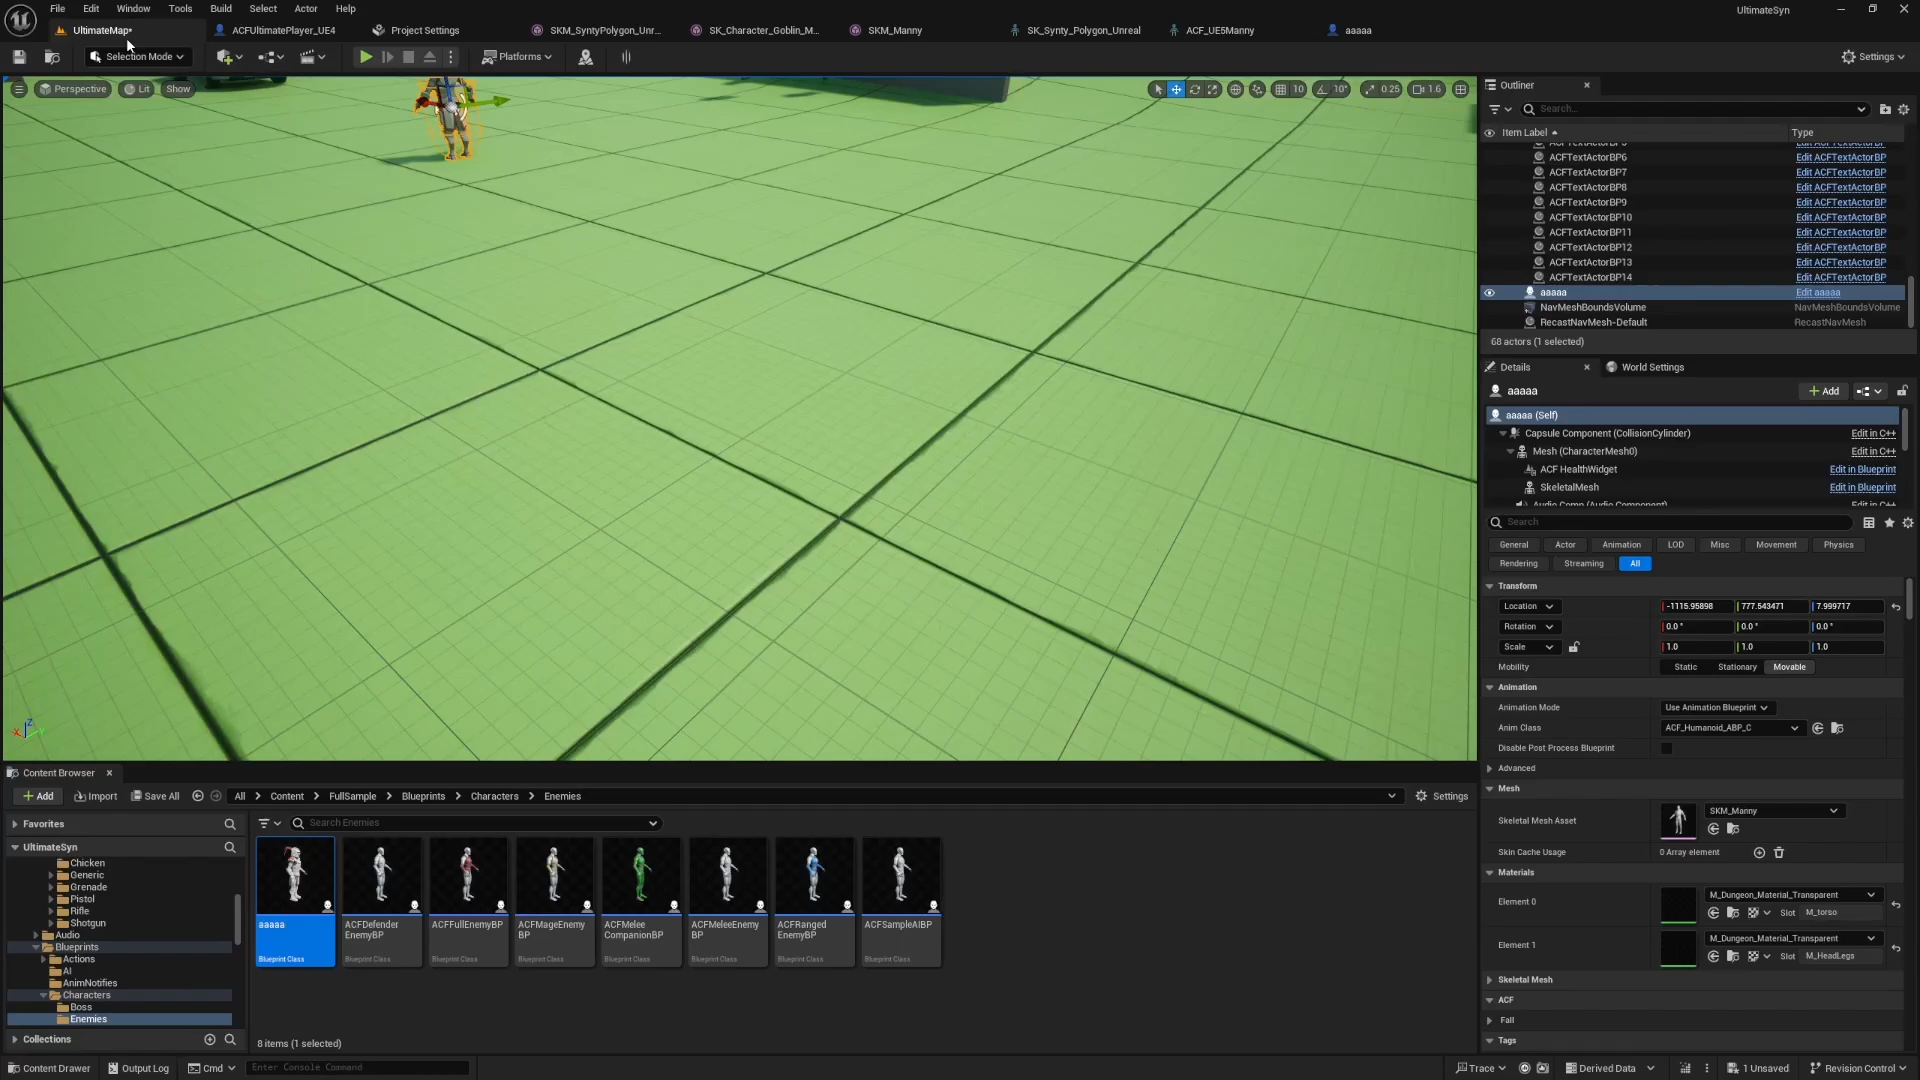 File Edit Window Tools Build Select Actor Help
UltimateSyn
UltimateMap* ACFUltimatePlayer_UE4 Project Settings SKM_SyntyPolygon_Unr... SK_Character_Goblin_M... SKM_Manny SK_Synty_Polygon_Unreal ACF_UE5Manny aaaaa
Selection Mode Platforms Settings
Perspective Lit Show 10 10° 0.25 1.6
Outliner
Search...
Item Label Type
Edit ACFTextActorBP
ACFTextActorBP6 Edit ACFTextActorBP
ACFTextActorBP7 Edit ACFTextActorBP
ACFTextActorBP8 Edit ACFTextActorBP
ACFTextActorBP9 Edit ACFTextActorBP
ACFTextActorBP10 Edit ACFTextActorBP
ACFTextActorBP11 Edit ACFTextActorBP
ACFTextActorBP12 Edit ACFTextActorBP
ACFTextActorBP13 Edit ACFTextActorBP
ACFTextActorBP14 Edit ACFTextActorBP
aaaaa Edit aaaaa
NavMeshBoundsVolume NavMeshBoundsVolume
RecastNavMesh-Default RecastNavMesh
68 actors (1 selected)
Details World Settings
aaaaa Add
aaaaa (Self)
Capsule Component (CollisionCylinder) Edit in C++
Mesh (CharacterMesh0) Edit in C++
ACF HealthWidget Edit in Blueprint
SkeletalMesh Edit in Blueprint
Audio Comp (Audio Component) Edit in C++
Search
General Actor Animation LOD Misc Movement Physics
Rendering Streaming All
Transform
Location -1115.95898 777.543471 7.999717
Rotation 0.0 ° 0.0 ° 0.0 °
Scale 1.0 1.0 1.0
Mobility Static Stationary Movable
Animation
Animation Mode Use Animation Blueprint
Anim Class ACF_Humanoid_ABP_C
Disable Post Process Blueprint
Advanced
Mesh
Skeletal Mesh Asset SKM_Manny
Skin Cache Usage 0 Array element
Materials
Element 0 M_Dungeon_Material_Transparent
Slot M_torso
Element 1 M_Dungeon_Material_Transparent
Slot M_HeadLegs
Skeletal Mesh
ACF
Fall
Tags
Z X Y
Content Browser
Add Import Save All All Content FullSample Blueprints Characters Enemies Settings
Favorites
UltimateSyn
Chicken
Generic
Grenade
Pistol
Rifle
Shotgun
Audio
Blueprints
Actions
AI
AnimNotifies
Characters
Boss
Enemies
Collections
Search Enemies
aaaaa
Blueprint Class
ACFDefender
EnemyBP
Blueprint Class
ACFFullEnemyBP
Blueprint Class
ACFMageEnemy
BP
Blueprint Class
ACFMelee
CompanionBP
Blueprint Class
ACFMeleeEnemy
BP
Blueprint Class
ACFRanged
EnemyBP
Blueprint Class
ACFSampleAIBP
Blueprint Class
8 items (1 selected)
Content Drawer Output Log Cmd Enter Console Command Trace Derived Data 1 Unsaved Revision Control